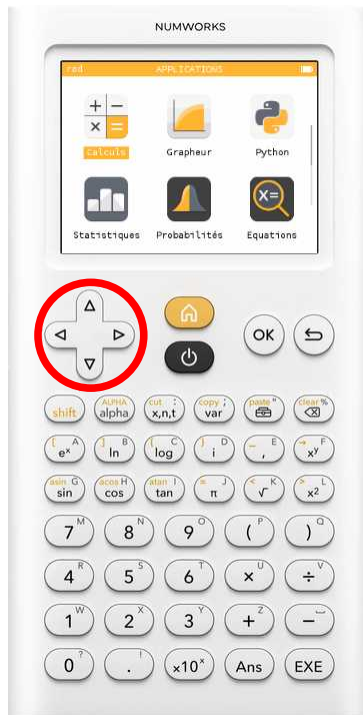 NUMWORKS
rad APPLICATIONS
Calculs Grapheur Python
Statistiques Probabilités Equations
OK
shift ALPHA alpha cut : x,n,t copy ; var paste " clear %
[ A eˣ ] B ln { C log } D i _ E , → F xʸ
asin G sin acos H cos atan I tan = J π < K √ > L x²
7 M 8 N 9 O ( P ) Q
4 R 5 S 6 T × U ÷ V
1 W 2 X 3 Y + Z −
0 ? . ! ×10ˣ Ans EXE